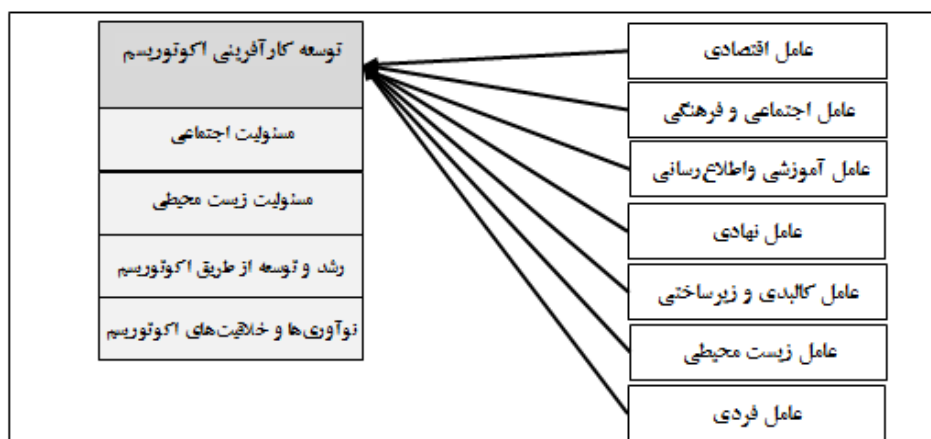 عامل اقتصادی
عامل اجتماعی و فرهنگی
عامل آموزشی واطلاع‌رسانی
عامل نهادی
عامل کالبدی و زیرساختی
عامل زیست محیطی
عامل فردی
توسعه کارآفرینی اکوتوریسم
مسئولیت اجتماعی
مسئولیت زیست محیطی
رشد و توسعه از طریق اکوتوریسم
نوآوری‌ها و خلاقیت‌های اکوتوریسم